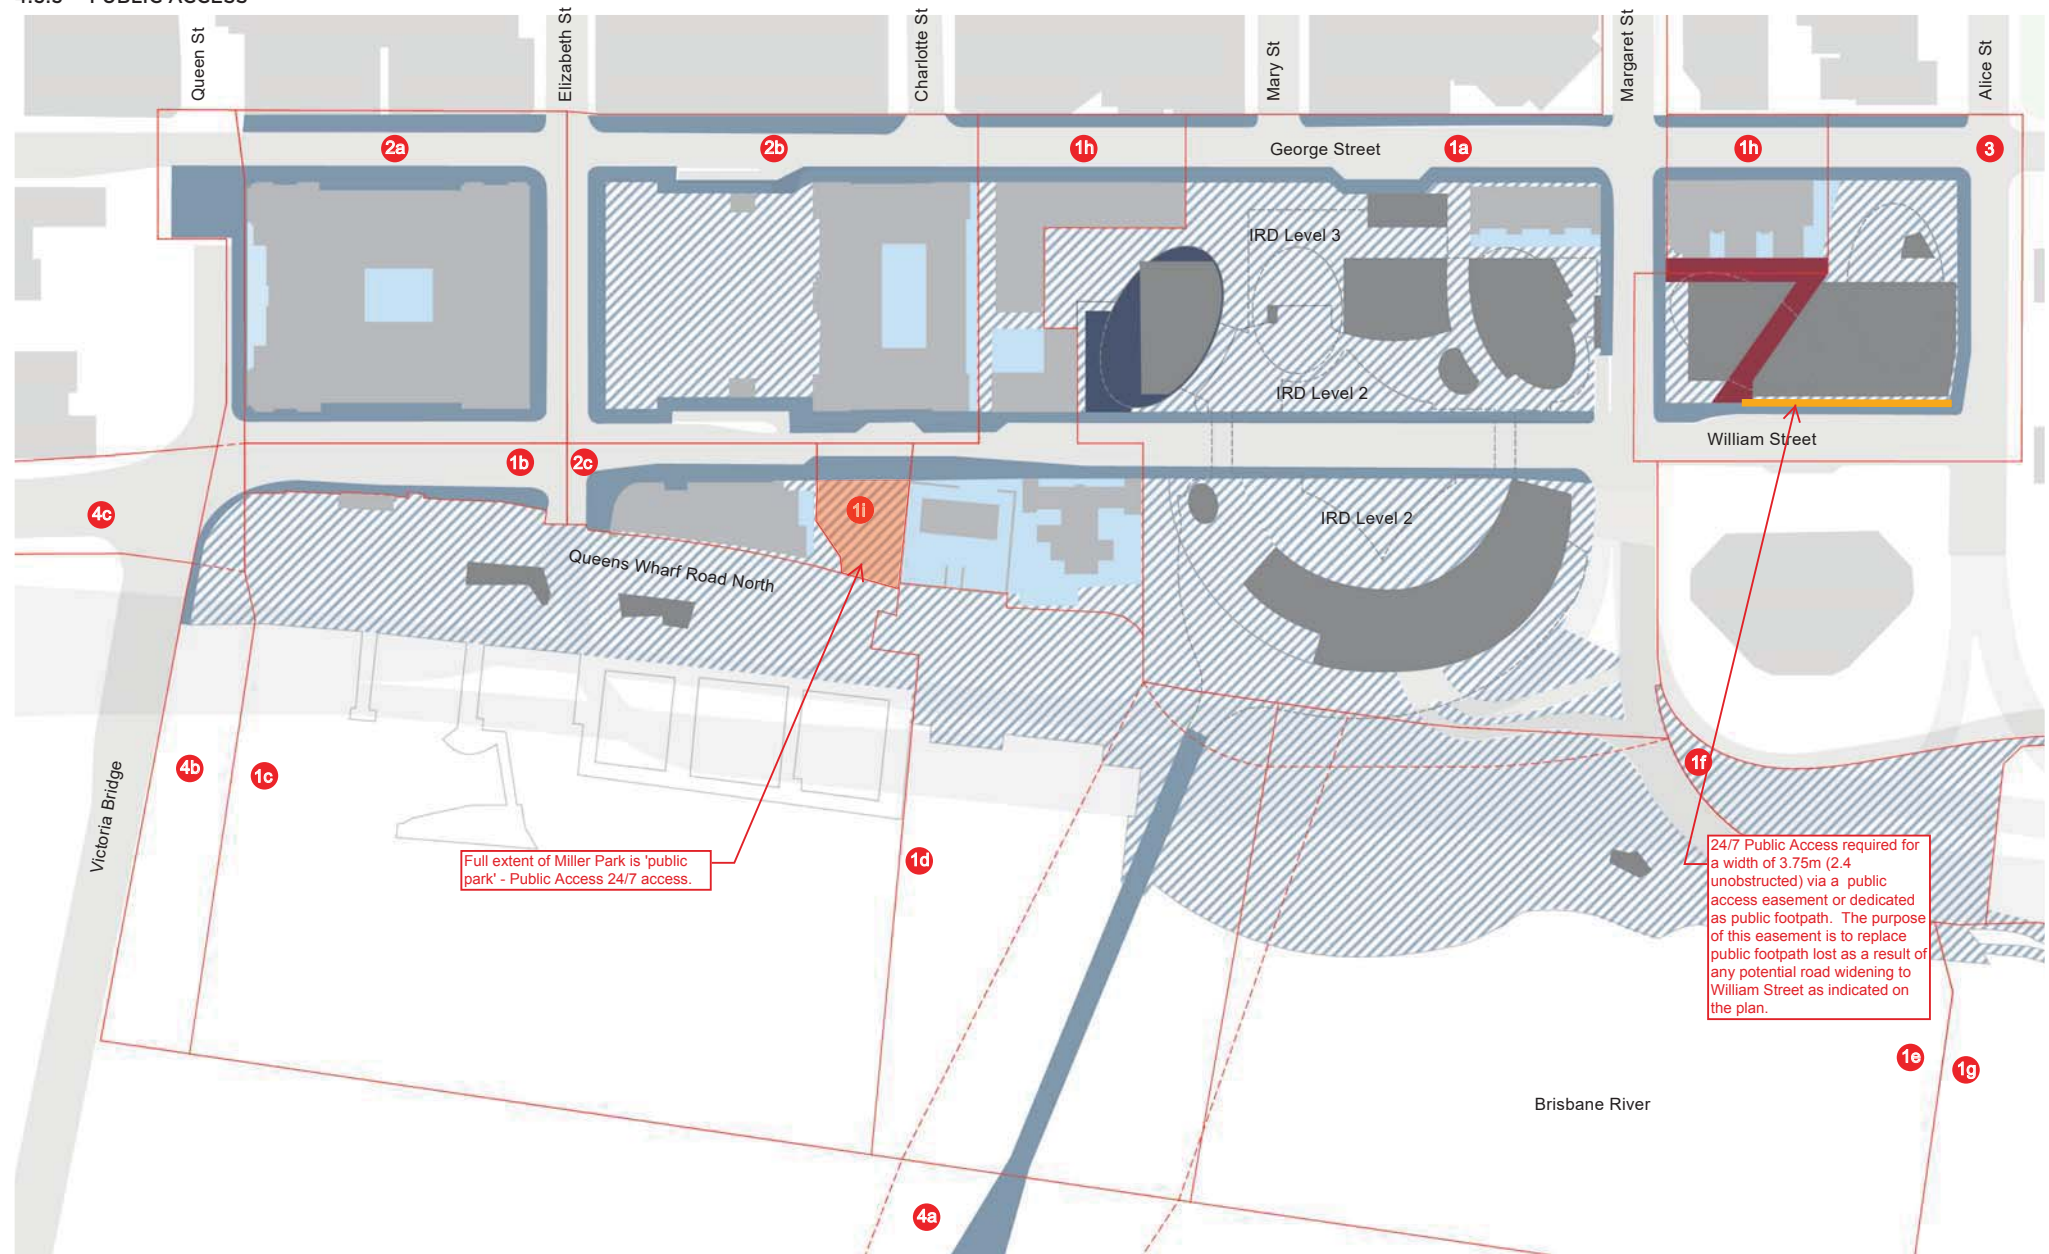 Queen St
Elizabeth St
Charlotte St
Mary St
Margaret St
Alice St
2a
2b
1h
George Street
1a
1h
3
IRD Level 3
IRD Level 2
William Street
1b
2c
4c
1i
IRD Level 2
Queens Wharf Road North
4b
1c
Victoria Bridge
1f
Full extent of Miller Park is 'public
park' - Public Access 24/7 access.
1d
24/7 Public Access required for
a width of 3.75m (2.4
unobstructed) via a public
access easement or dedicated
as public footpath. The purpose
of this easement is to replace
public footpath lost as a result of
any potential road widening to
William Street as indicated on
the plan.
1e
1g
Brisbane River
4a